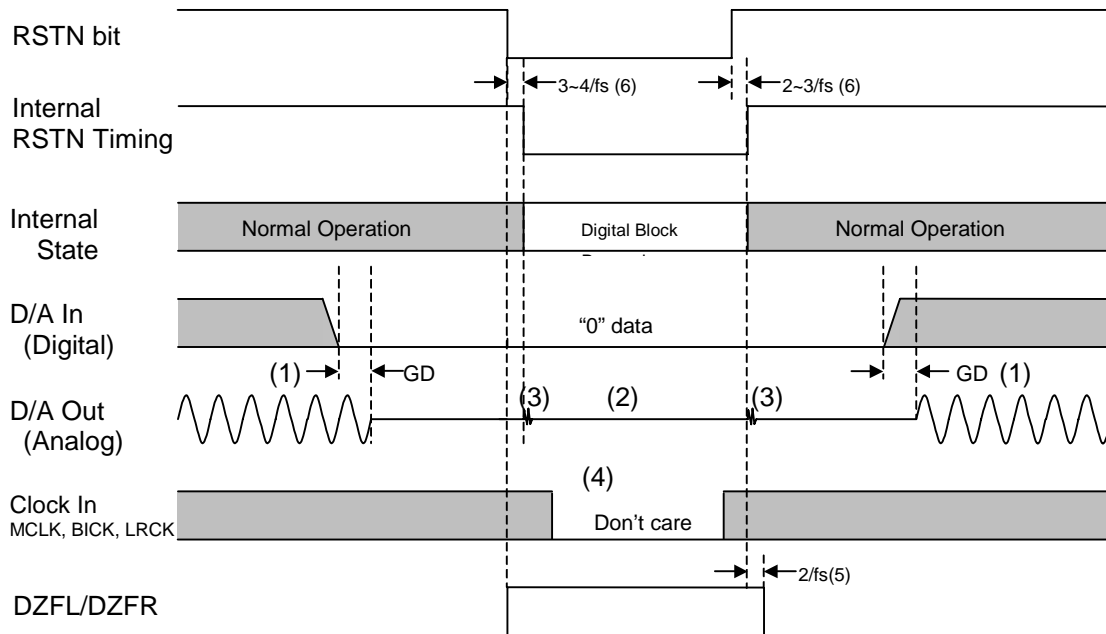 RSTN bit
3~4/fs (6)
2~3/fs (6)
Internal
RSTN Timing
Internal
State
Normal Operation
Digital Block
Normal Operation
D/A In
(Digital)
“0” data
(1)
GD
GD
(1)
D/A Out
(Analog)
(3)
(2)
(3)
(4)
Clock In
MCLK, BICK, LRCK
Don’t care
2/fs(5)
DZFL/DZFR